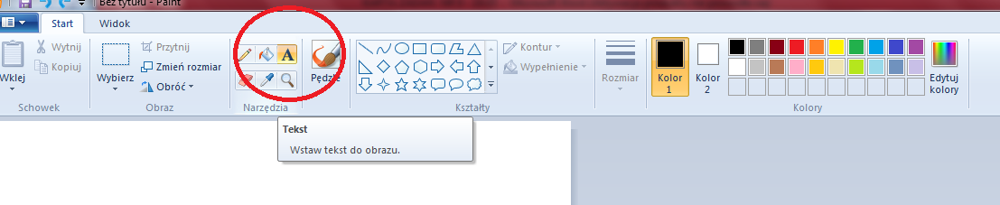 Bez tytułu - Paint
Start Widok
Wklej
Wytnij
Kopiuj
Schowek
Wybierz
Przytnij
Zmień rozmiar
Obróć
Obraz
A
Narzędzia
Pędzle
Kontur
Wypełnienie
Kształty
Rozmiar
Kolor
1
Kolor
2
Edytuj
kolory
Kolory
Tekst
Wstaw tekst do obrazu.